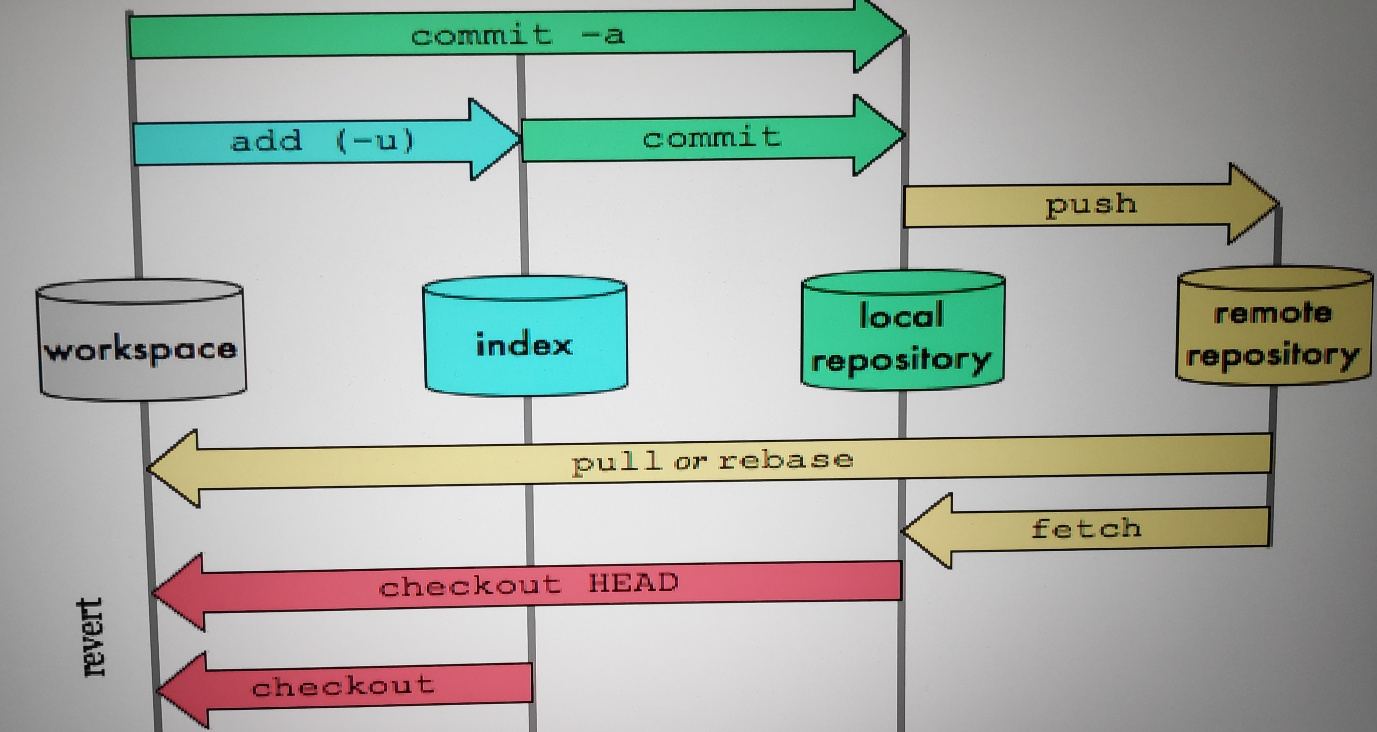 commit -a
add (-u)
commit
push
workspace
index
local
repository
remote
repository
pull or rebase
fetch
checkout HEAD
revert
checkout